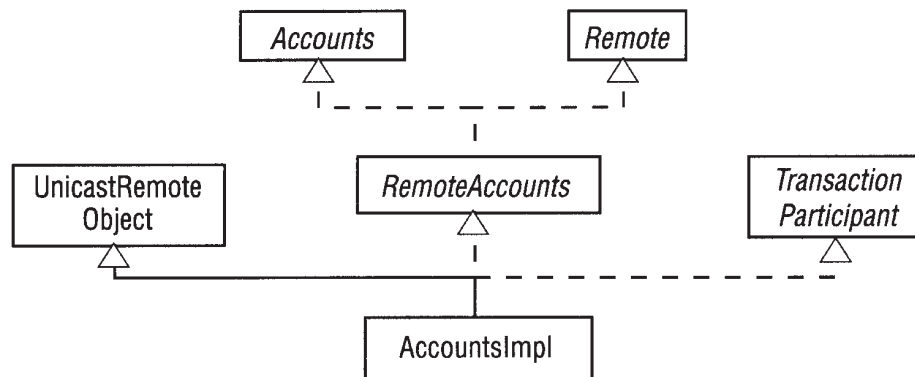 Accounts
Remote
UnicastRemote
Object
RemoteAccounts
Transaction
Participant
AccountsImpl